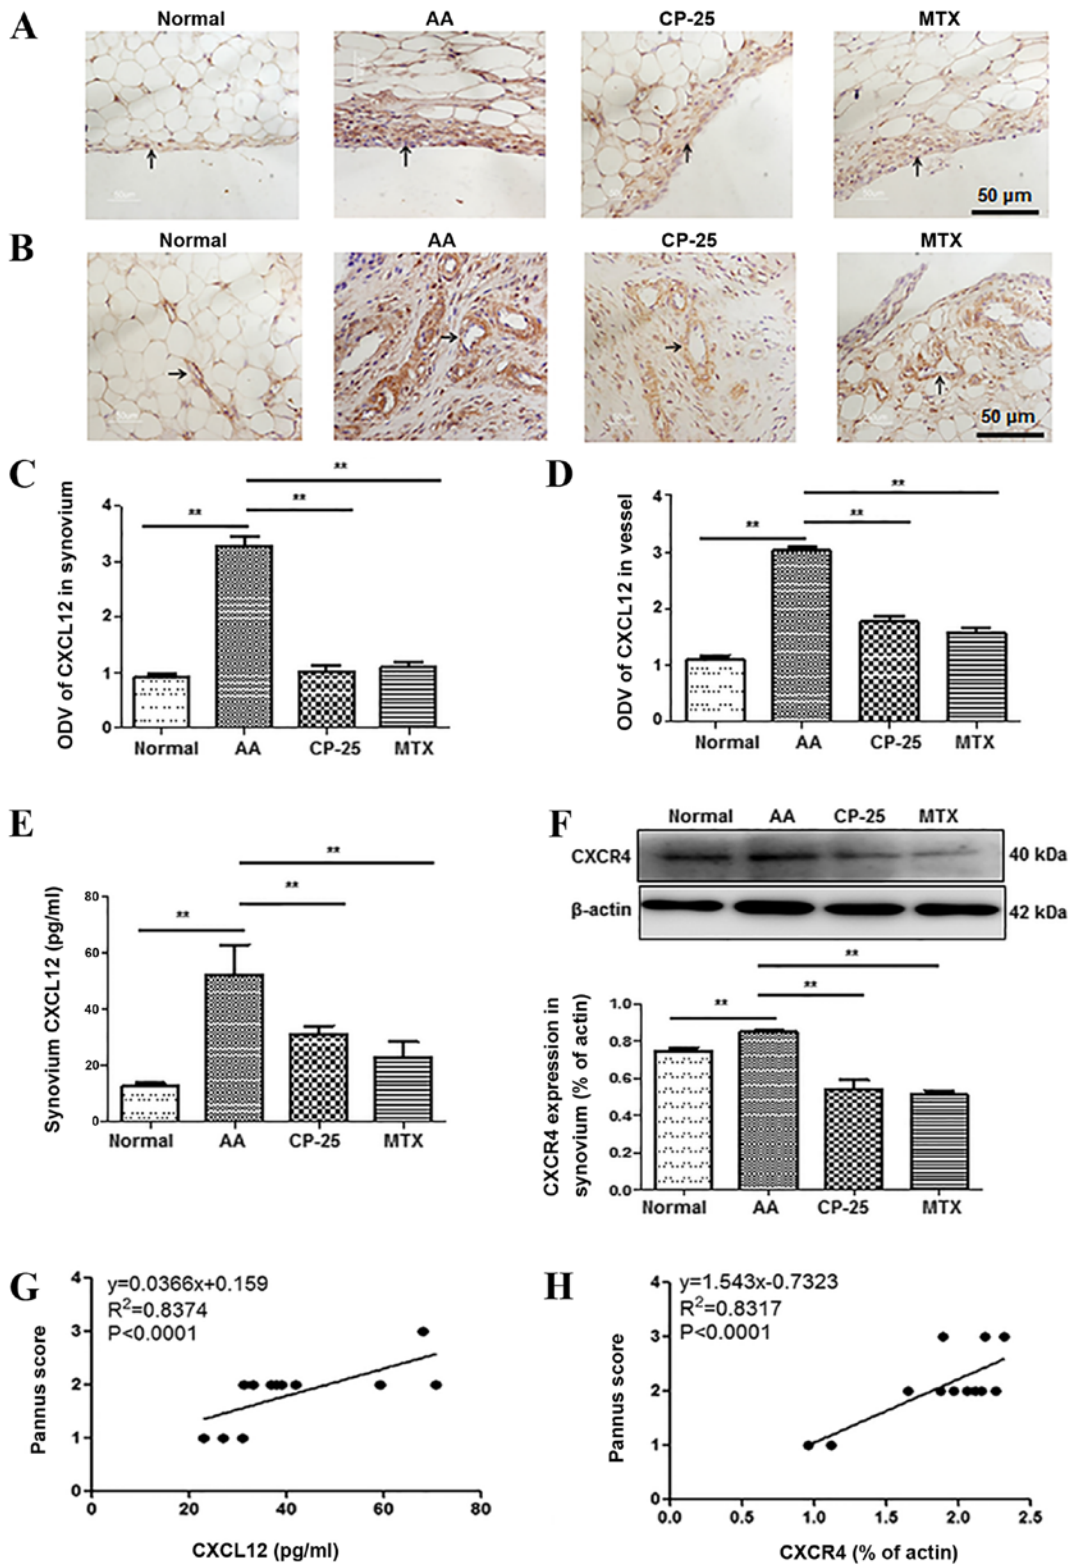 A
Normal
AA
CP-25
MTX
50 µm
B
Normal
AA
CP-25
MTX
50 µm
C
ODV of CXCL12 in synovium
4
3
2
1
0
**
**
**
Normal
AA
CP-25
MTX
D
ODV of CXCL12 in vessel
4
3
2
1
0
**
**
**
Normal
AA
CP-25
MTX
E
Synovium CXCL12 (pg/ml)
80
60
40
20
0
**
**
**
Normal
AA
CP-25
MTX
F
Normal
AA
CP-25
MTX
CXCR4
40 kDa
β-actin
42 kDa
CXCR4 expression in
synovium (% of actin)
1.0
0.8
0.6
0.4
0.2
0.0
**
**
**
Normal
AA
CP-25
MTX
G
y=0.0366x+0.159
R²=0.8374
P<0.0001
Pannus score
4
3
2
1
0
0
20
40
60
80
CXCL12 (pg/ml)
H
y=1.543x-0.7323
R²=0.8317
P<0.0001
Pannus score
4
3
2
1
0
0.0
0.5
1.0
1.5
2.0
2.5
CXCR4 (% of actin)